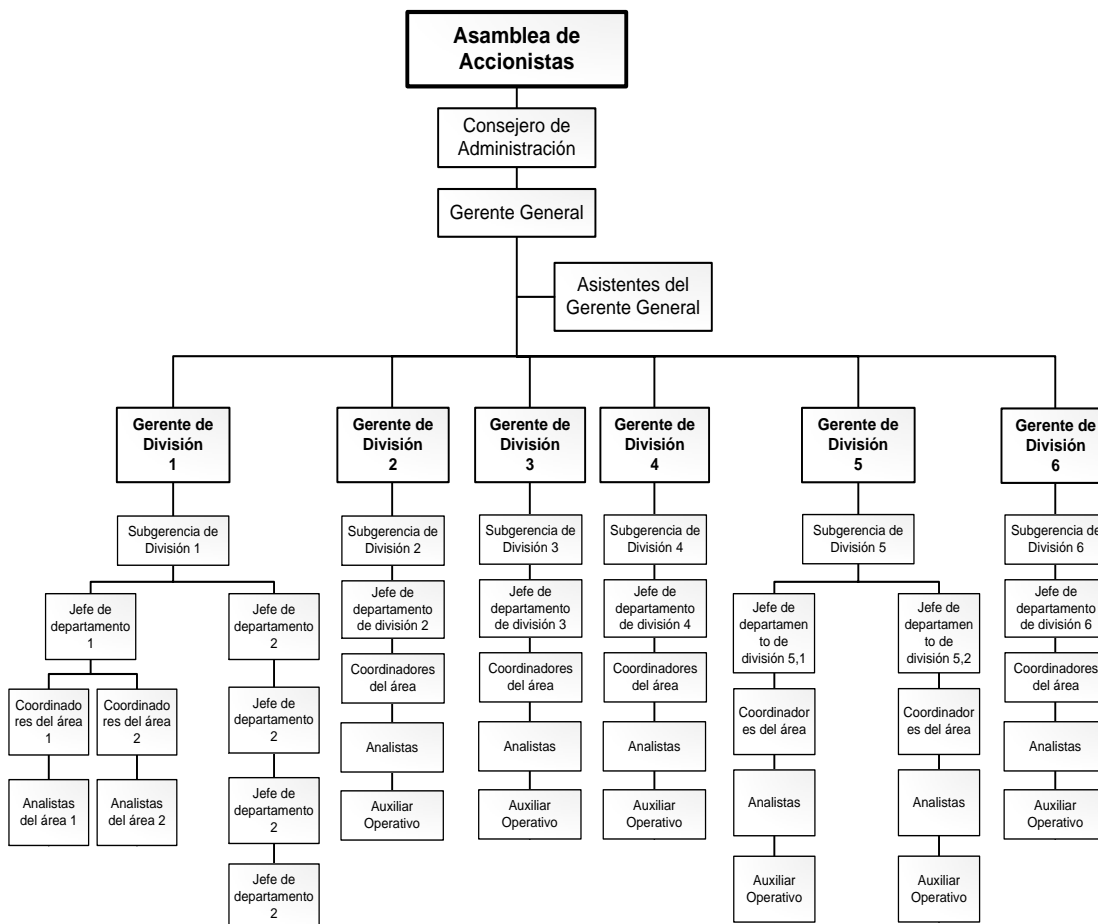 Asamblea de
Accionistas
Consejero de
Administración
Gerente General
Asistentes del
Gerente General
Gerente de
División
1
Gerente de
División
2
Gerente de
División
3
Gerente de
División
4
Gerente de
División
5
Gerente de
División
6
Subgerencia de
División 1
Subgerencia de
División 2
Subgerencia de
División 3
Subgerencia de
División 4
Subgerencia de
División 5
Subgerencia de
División 6
Jefe de
departamento
1
Jefe de
departamento
2
Jefe de
departamento
de división 2
Jefe de
departamento
de división 3
Jefe de
departamento
de división 4
Jefe de
departamen
to de
división 5,1
Jefe de
departamen
to de
división 5,2
Jefe de
departamento
de división 6
Coordinado
res del área
1
Coordinado
res del área
2
Jefe de
departamento
2
Coordinadores
del área
Coordinadores
del área
Coordinadores
del área
Coordinador
es del área
Coordinador
es del área
Coordinadores
del área
Analistas
del área 1
Analistas
del área 2
Jefe de
departamento
2
Analistas
Analistas
Analistas
Analistas
Analistas
Analistas
Jefe de
departamento
2
Auxiliar
Operativo
Auxiliar
Operativo
Auxiliar
Operativo
Auxiliar
Operativo
Auxiliar
Operativo
Auxiliar
Operativo